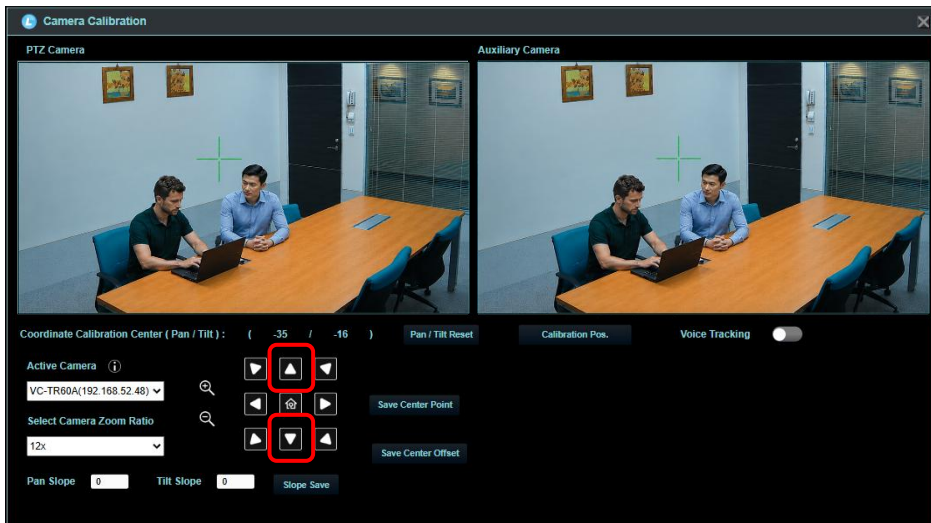 Camera Calibration
PTZ Camera
Auxiliary Camera
Coordinate Calibration Center ( Pan / Tilt ) : ( -35 / -16 ) Pan / Tilt Reset Calibration Pos. Voice Tracking
Active Camera
VC-TR60A(192.168.52.48)
Select Camera Zoom Ratio
12x
Save Center Point
Save Center Offset
Pan Slope 0 Tilt Slope 0 Slope Save